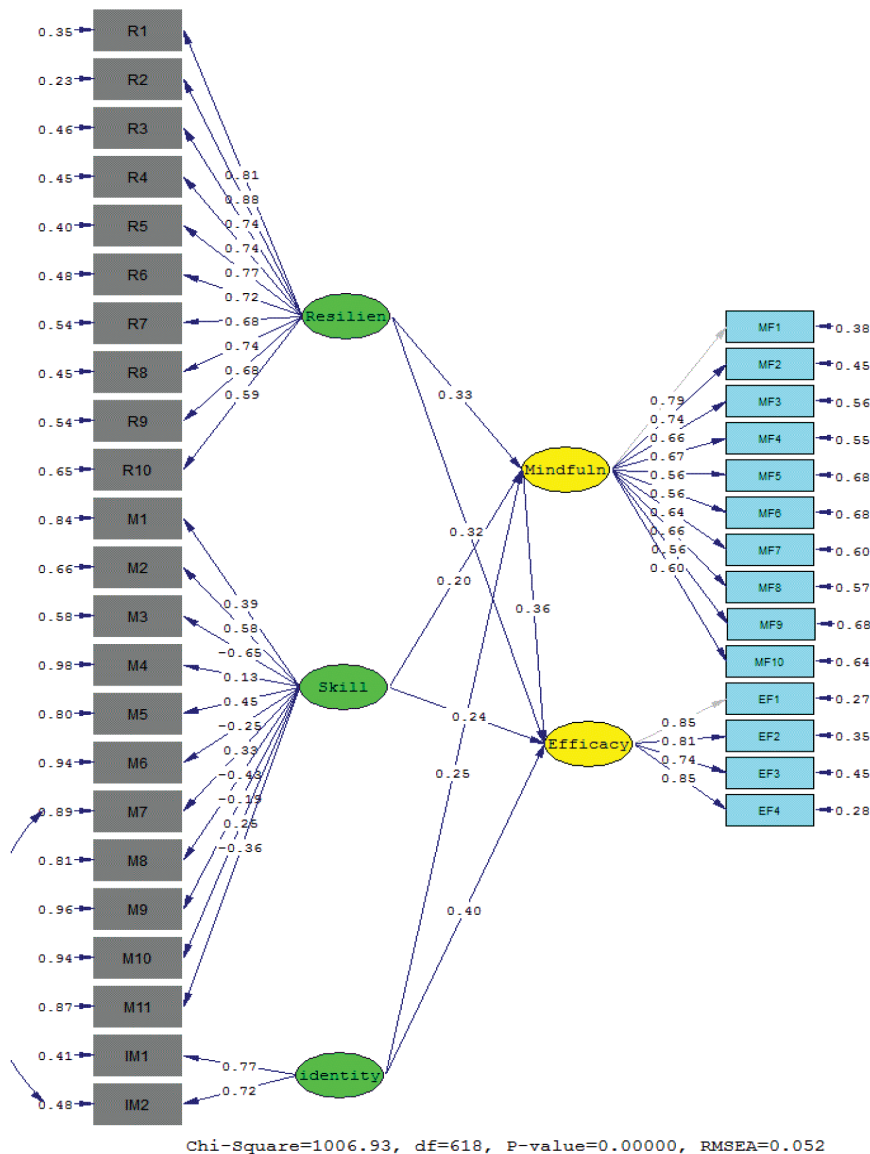 0.35 R1
0.23 R2
0.46 R3
0.45 R4
0.40 R5
0.48 R6
0.54 R7
0.45 R8
0.54 R9
0.65 R10
0.84 M1
0.66 M2
0.58 M3
0.98 M4
0.80 M5
0.94 M6
0.89 M7
0.81 M8
0.96 M9
0.94 M10
0.87 M11
0.41 IM1
0.48 IM2
0.81
0.88
0.74
0.74
0.77
0.72
0.68
0.74
0.68
0.59
0.39
0.58
-0.65
0.13
0.45
-0.25
0.33
-0.43
-0.19
0.25
-0.36
0.77
0.72
Resilien
Skill
identity
0.33
0.32
0.20
0.36
0.24
0.25
0.40
Mindfuln
Efficacy
0.79
0.74
0.66
0.67
0.56
0.56
0.64
0.66
0.56
0.60
0.85
0.81
0.74
0.85
MF1 0.38
MF2 0.45
MF3 0.56
MF4 0.55
MF5 0.68
MF6 0.68
MF7 0.60
MF8 0.57
MF9 0.68
MF10 0.64
EF1 0.27
EF2 0.35
EF3 0.45
EF4 0.28
Chi-Square=1006.93, df=618, P-value=0.00000, RMSEA=0.052